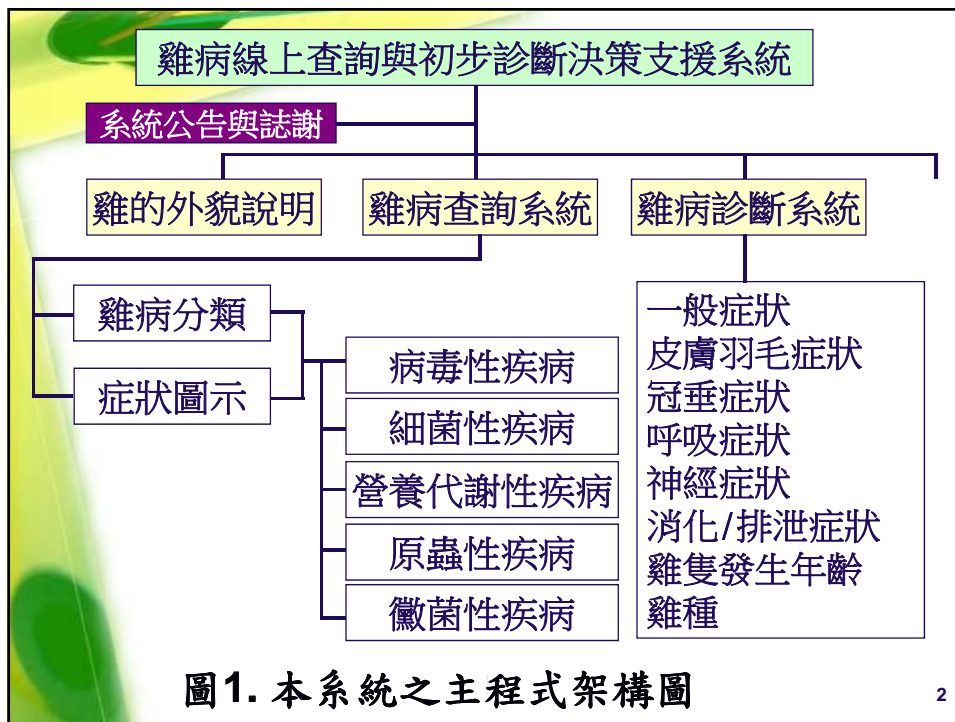 雞病線上查詢與初步診斷決策支援系統
系統公告與誌謝
雞的外貌說明
雞病查詢系統
雞病診斷系統
雞病分類
症狀圖示
病毒性疾病
細菌性疾病
營養代謝性疾病
原蟲性疾病
黴菌性疾病
一般症狀
皮膚羽毛症狀
冠垂症狀
呼吸症狀
神經症狀
消化/排泄症狀
雞隻發生年齡
雞種
圖1. 本系統之主程式架構圖
2